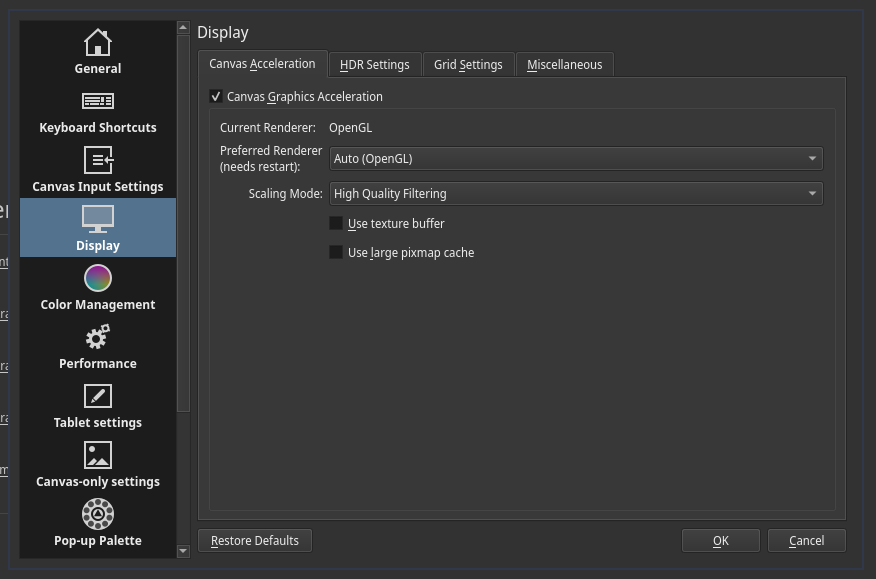 Display
General
Keyboard Shortcuts
Canvas Input Settings
Display
Color Management
Performance
Tablet settings
Canvas-only settings
Pop-up Palette
Canvas Acceleration
HDR Settings
Grid Settings
Miscellaneous
Canvas Graphics Acceleration
Current Renderer: OpenGL
Preferred Renderer
(needs restart):
Auto (OpenGL)
Scaling Mode: High Quality Filtering
Use texture buffer
Use large pixmap cache
Restore Defaults
OK
Cancel